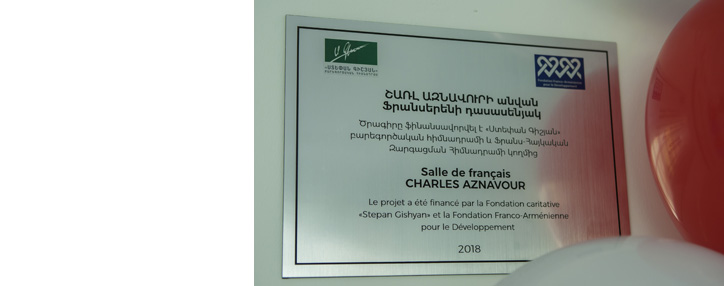 «ՍՏԵՓԱՆ ԳԻՇՅԱՆ»
ՇԱՌԼ ԱԶՆԱՎՈՒՐԻ անվան
Ֆրանսերենի դասասենյակ
Ծրագիրը ֆինանսավորվել է «Ստեփան Գիշյան»
բարեգործական հիմնադրամի և Ֆրանս-Հայկական
Զարգացման Հիմնադրամի կողմից
Salle de français
CHARLES AZNAVOUR
Le projet a été financé par la Fondation caritative
«Stepan Gishyan» et la Fondation Franco-Arménienne
pour le Développement
2018